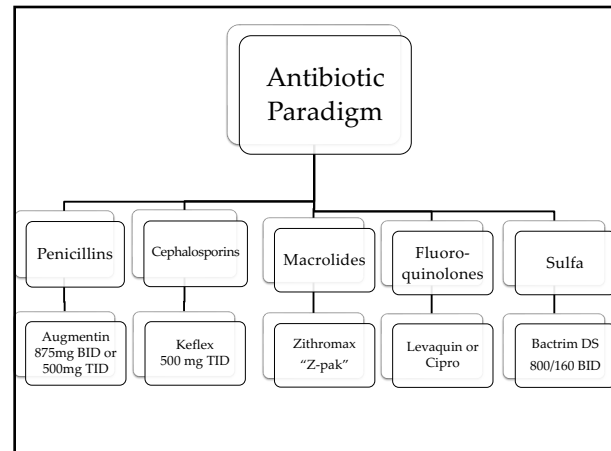 Antibiotic
Paradigm
Penicillins
Cephalosporins
Macrolides
Fluoro-
quinolones
Sulfa
Augmentin
875mg BID or
500mg TID
Keflex
500 mg TID
Zithromax
“Z-pak”
Levaquin or
Cipro
Bactrim DS
800/160 BID